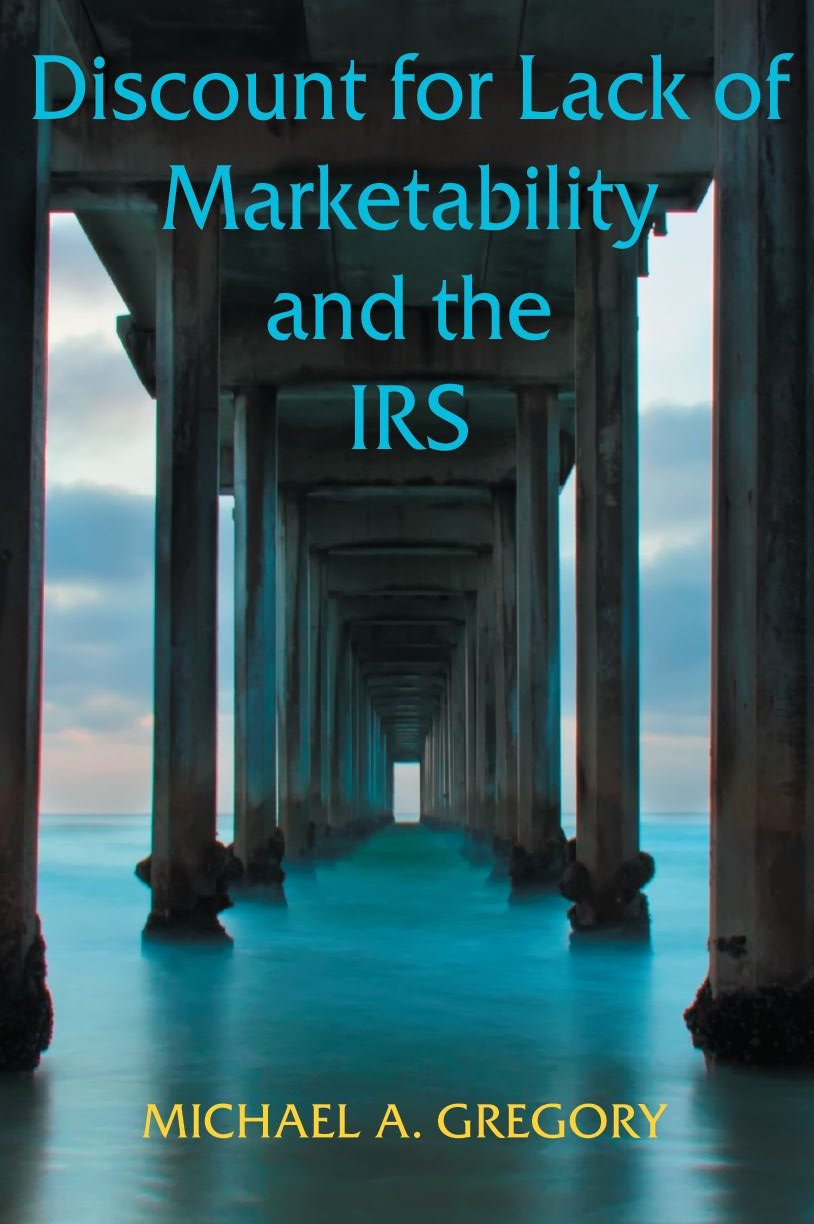 Discount for Lack of
Marketability
and the
IRS
MICHAEL A. GREGORY